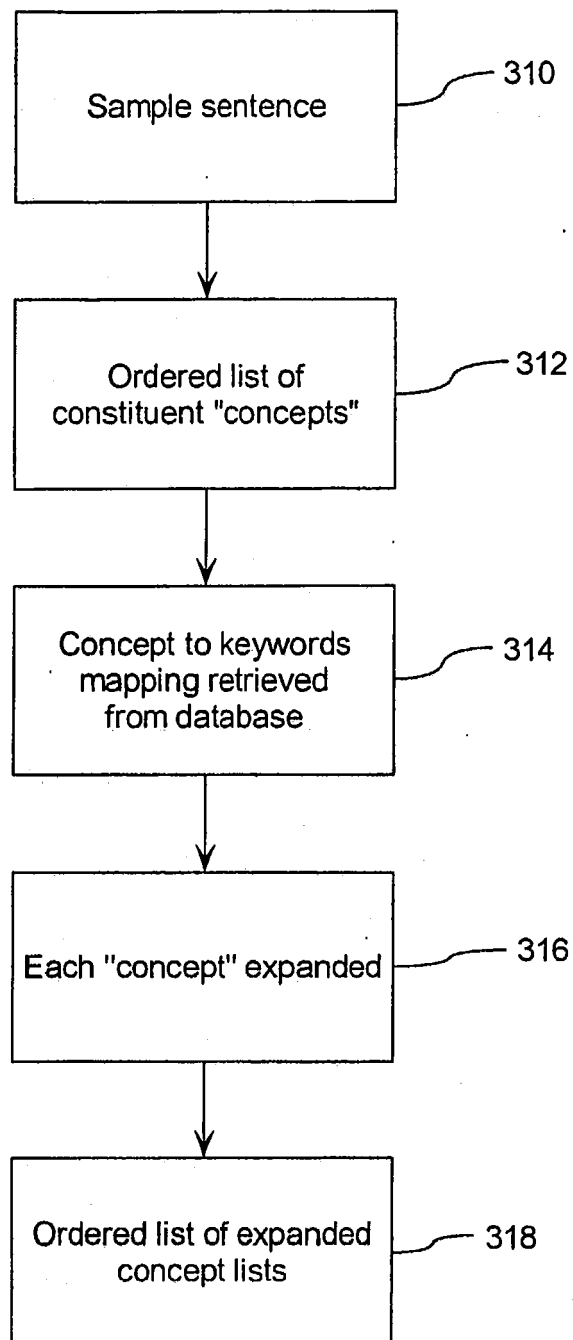 Sample sentence
310
Ordered list of
constituent "concepts"
312
Concept to keywords
mapping retrieved
from database
314
Each "concept" expanded
316
Ordered list of expanded
concept lists
318